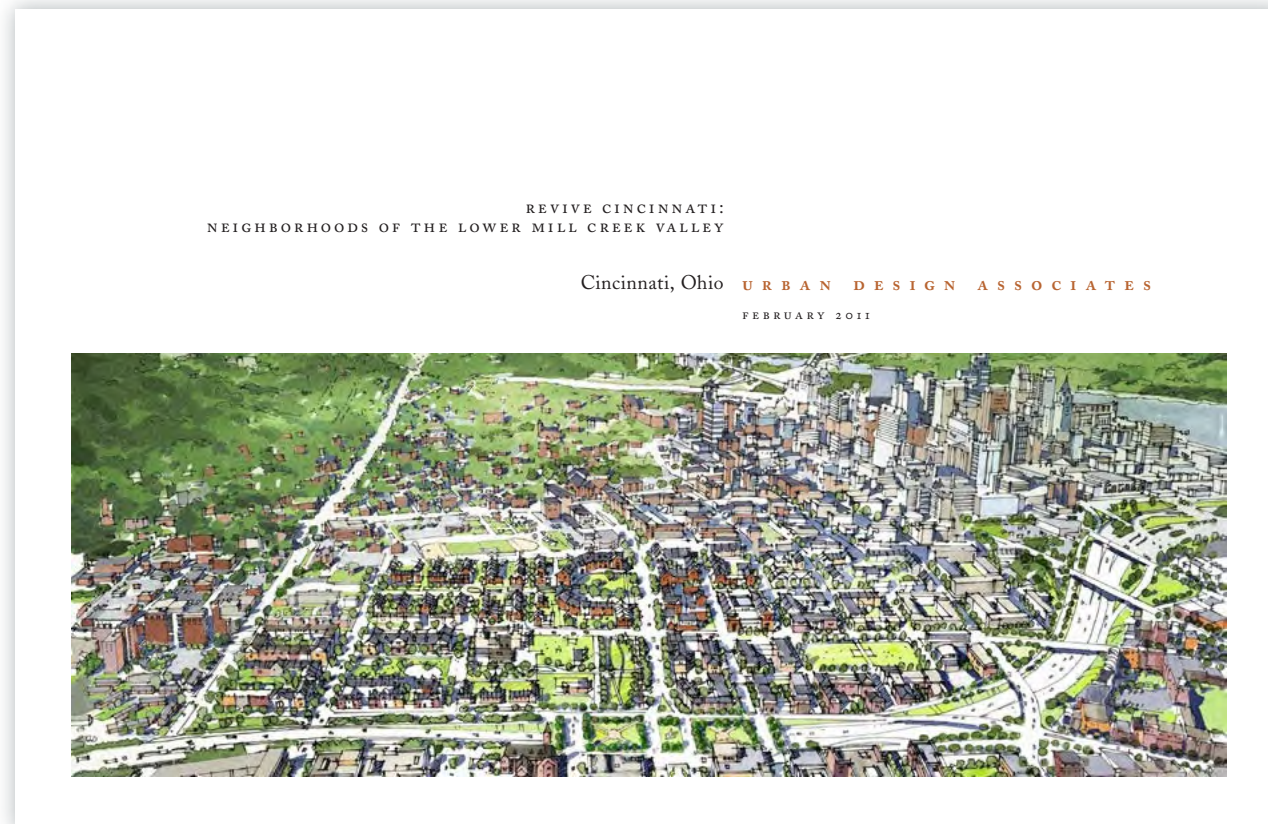 REVIVE CINCINNATI:
NEIGHBORHOODS OF THE LOWER MILL CREEK VALLEY
Cincinnati, Ohio
URBAN DESIGN ASSOCIATES
FEBRUARY 2011